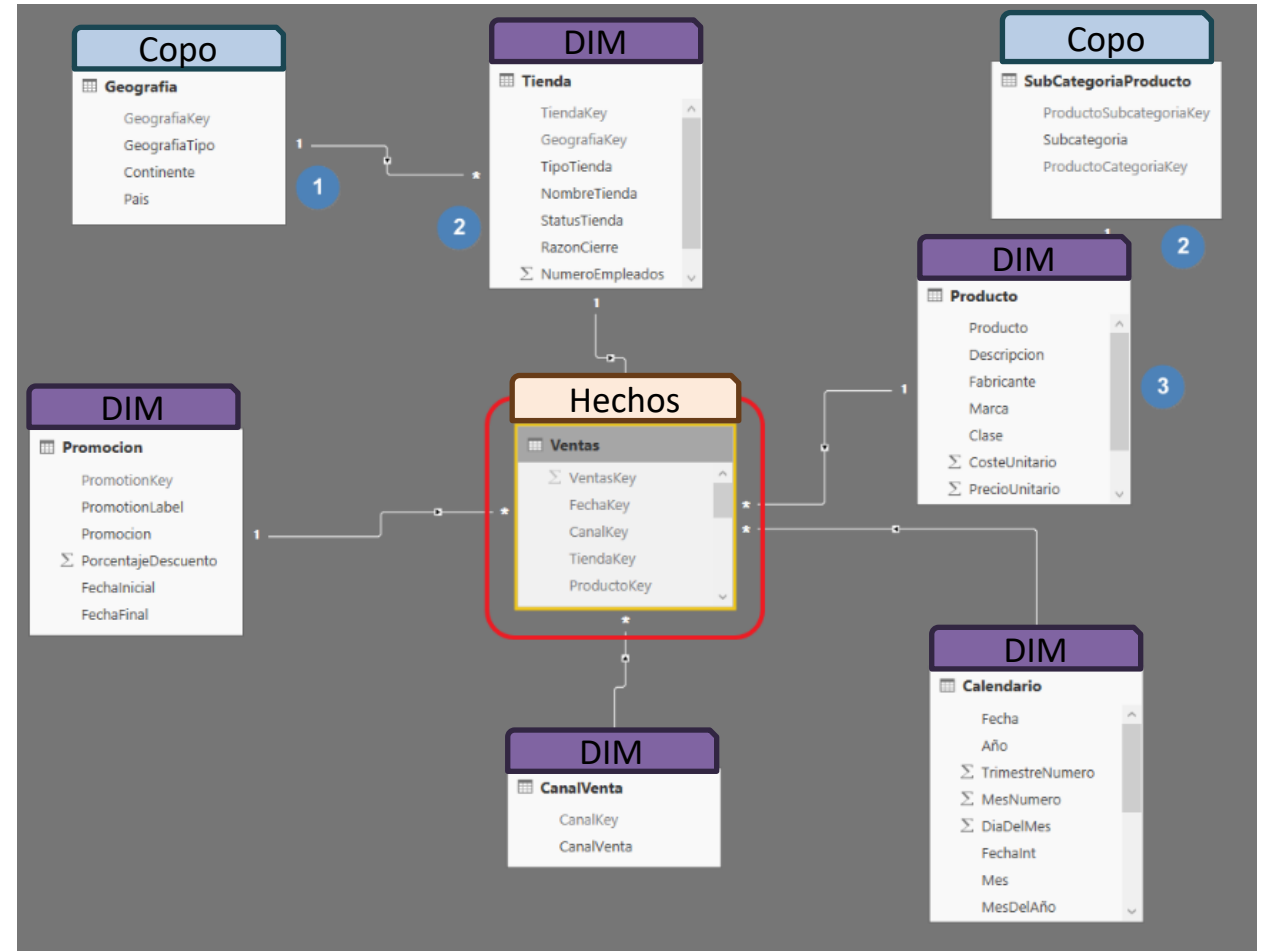 Copo
Geografia
GeografiaKey
GeografiaTipo
Continente
Pais
1
1
*
2
DIM
Tienda
TiendaKey
GeografiaKey
TipoTienda
NombreTienda
StatusTienda
RazonCierre
Σ NumeroEmpleados
1
Copo
SubCategoriaProducto
ProductoSubcategoriaKey
Subcategoria
ProductoCategoriaKey
1
2
DIM
Producto
Producto
Descripcion
Fabricante
Marca
Clase
Σ CosteUnitario
Σ PrecioUnitario
1
3
DIM
Promocion
PromotionKey
PromotionLabel
Promocion
Σ PorcentajeDescuento
FechaInicial
FechaFinal
1
*
Hechos
Ventas
Σ VentasKey
FechaKey
CanalKey
TiendaKey
ProductoKey
*
*
*
DIM
CanalVenta
CanalKey
CanalVenta
DIM
Calendario
Fecha
Año
Σ TrimestreNumero
Σ MesNumero
Σ DiaDelMes
FechaInt
Mes
MesDelAño